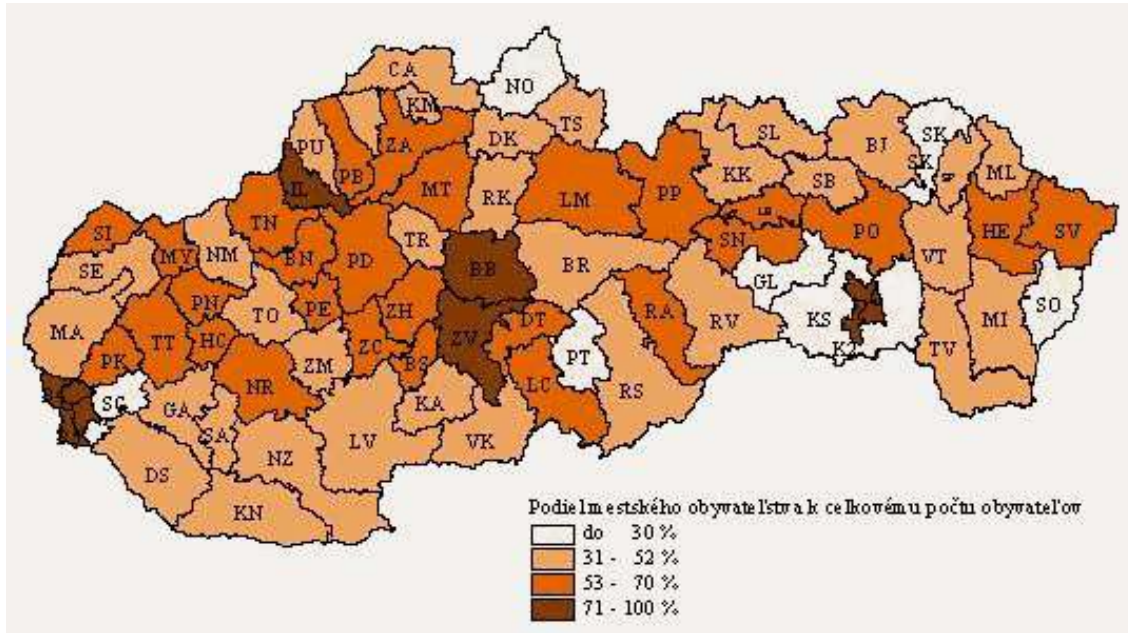 CA
NO
KM
TS
DK
PU
ZA
PB
IL
MT
RK
LM
PP
KK
SL
SB
BJ
SK
SK
SP
ML
SI
MV
NM
TN
BN
PD
TR
BB
BR
SN
LE
PO
VT
HE
SV
SE
PN
TO
PE
ZH
GL
KS
SO
MA
PK
TT
HC
ZM
ZC
BS
ZV
DT
PT
RA
RV
KZ
TV
MI
SC
GA
SA
NR
LV
KA
LC
RS
DS
NZ
KN
VK
Podiel mestského obyvateľstva k celkovému počtu obyvateľov
do 30 %
31 - 52 %
53 - 70 %
71 - 100 %